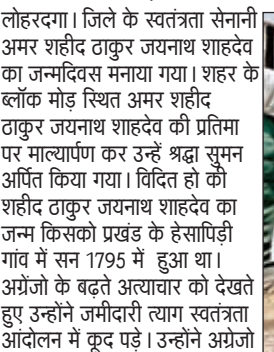 लोहरदगा। जिले के स्वतंत्रता सेनानी
अमर शहीद ठाकुर जयनाथ शाहदेव
का जन्मदिवस मनाया गया। शहर के
ब्लॉक मोड़ स्थित अमर शहीद
ठाकुर जयनाथ शाहदेव की प्रतिमा
पर माल्यार्पण कर उन्हें श्रद्धा सुमन
अर्पित किया गया। विदित हो की
शहीद ठाकुर जयनाथ शाहदेव का
जन्म किसको प्रखंड के हेसापिड़ी
गांव में सन 1795 में हुआ था।
अग्रेंजो के बढ़ते अत्याचार को देखते
हुए उन्होंने जमीदारी त्याग स्वतंत्रता
आंदोलन में कूद पड़े। उन्होंने अग्रेजो